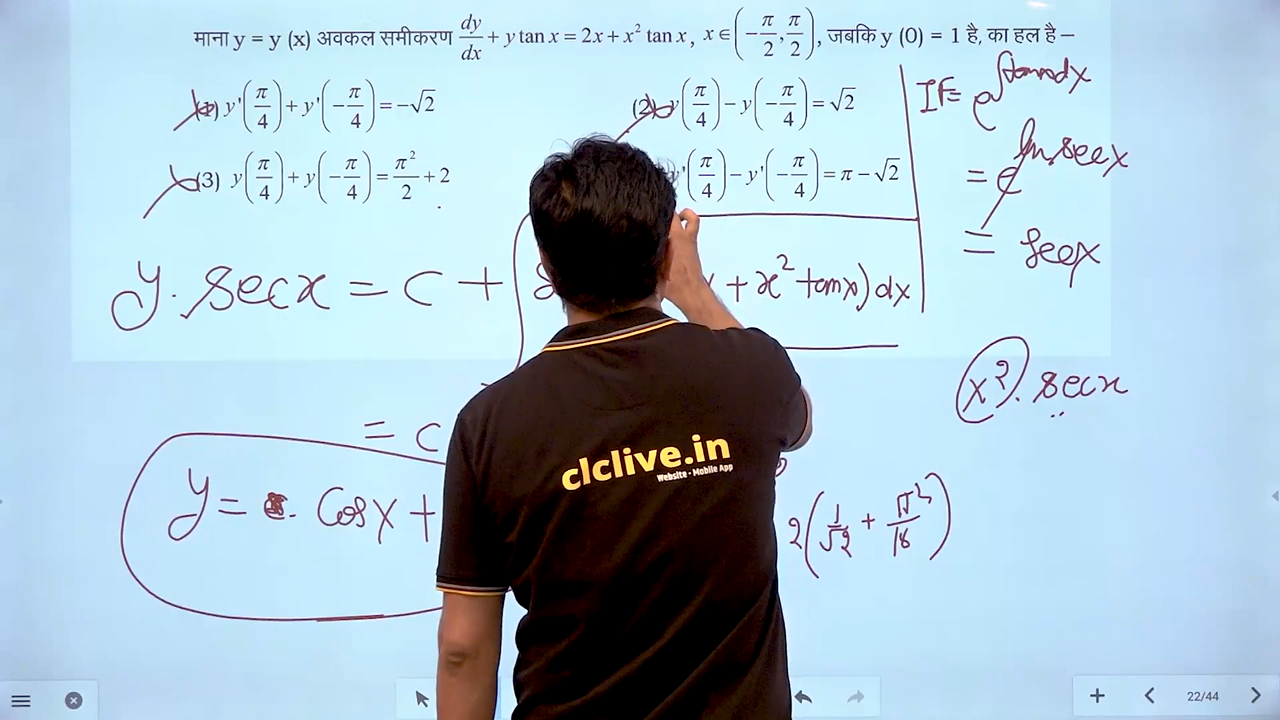 माना y = y (x) अवकल समीकरण dy/dx + y tan x = 2x + x² tan x, x ∈ (−π/2, π/2), जबकि y (0) = 1 है, का हल है –
(1) y'(π/4) + y'(−π/4) = −√2
(2) y(π/4) − y(−π/4) = √2
(3) y(π/4) + y(−π/4) = π²/2 + 2
y'(π/4) − y'(−π/4) = π − √2
IF = e^∫tanxdx
= e^ln secx
= secx
y. secx = c +
+ x² tanx) dx
x². secx
= c
y = . Cosx +
2(1/√2 + π²/16)
clclive.in
Website - Mobile App
22/44